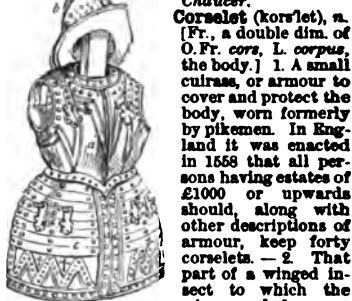 Chaucer.
Corselet (kors'let), n.
[Fr., a double dim. of
O.Fr. cors, L. corpus,
the body.] 1. A small
cuirass, or armour to
cover and protect the
body, worn formerly
by pikemen. In Eng-
land it was enacted
in 1558 that all per-
sons having estates of
£1000 or upwards
should, along with
other descriptions of
armour, keep forty
corselets. — 2. That
part of a winged in-
sect to which the